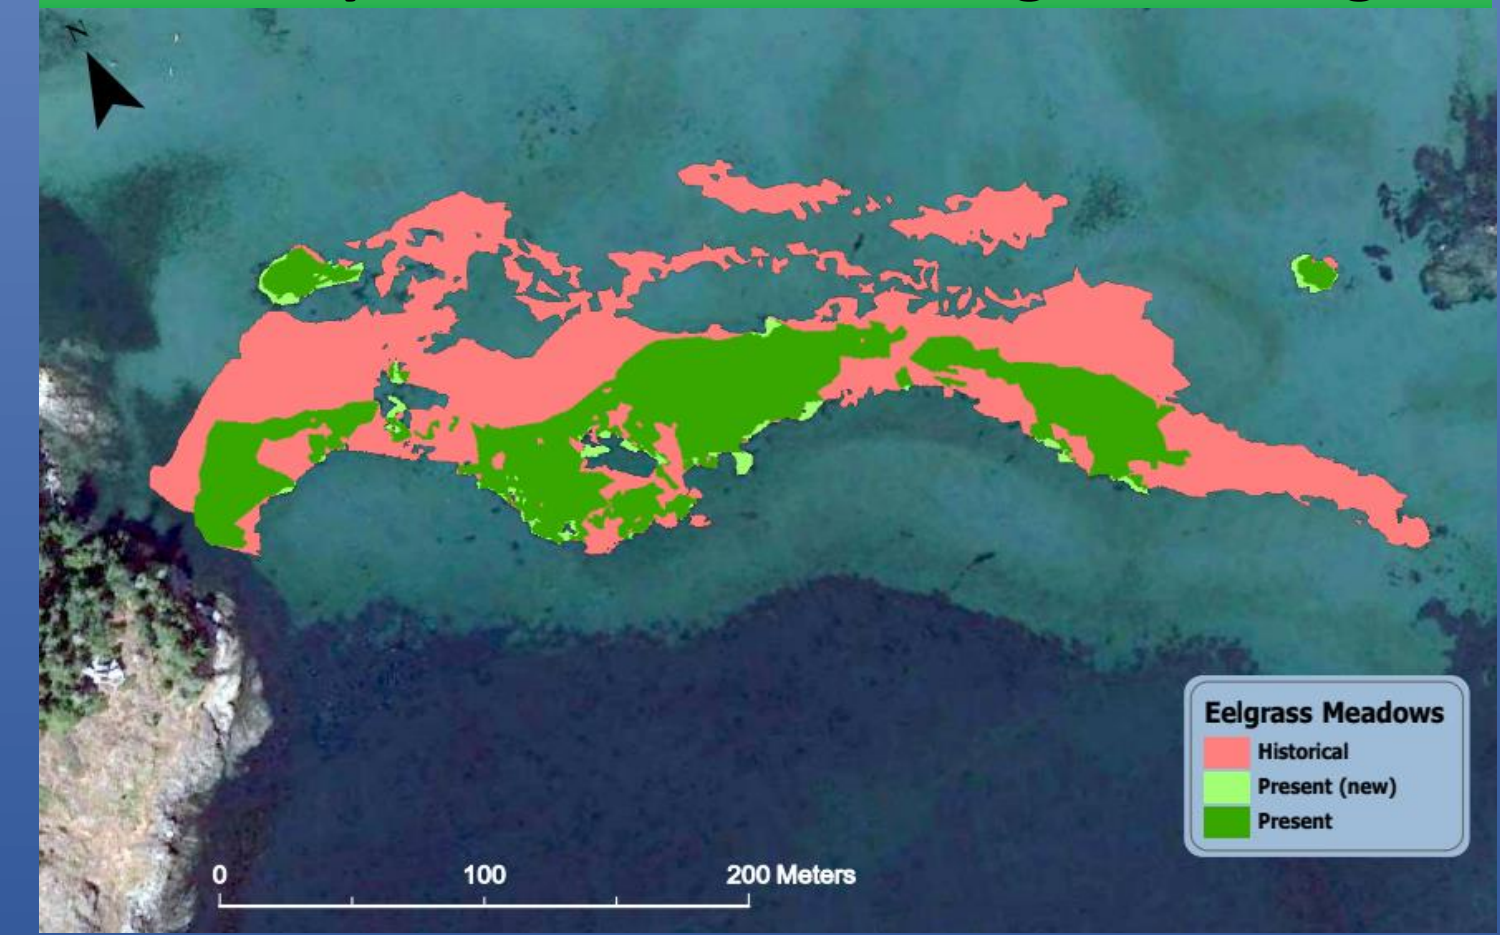 N
Eelgrass Meadows
Historical
Present (new)
Present
0 100 200 Meters